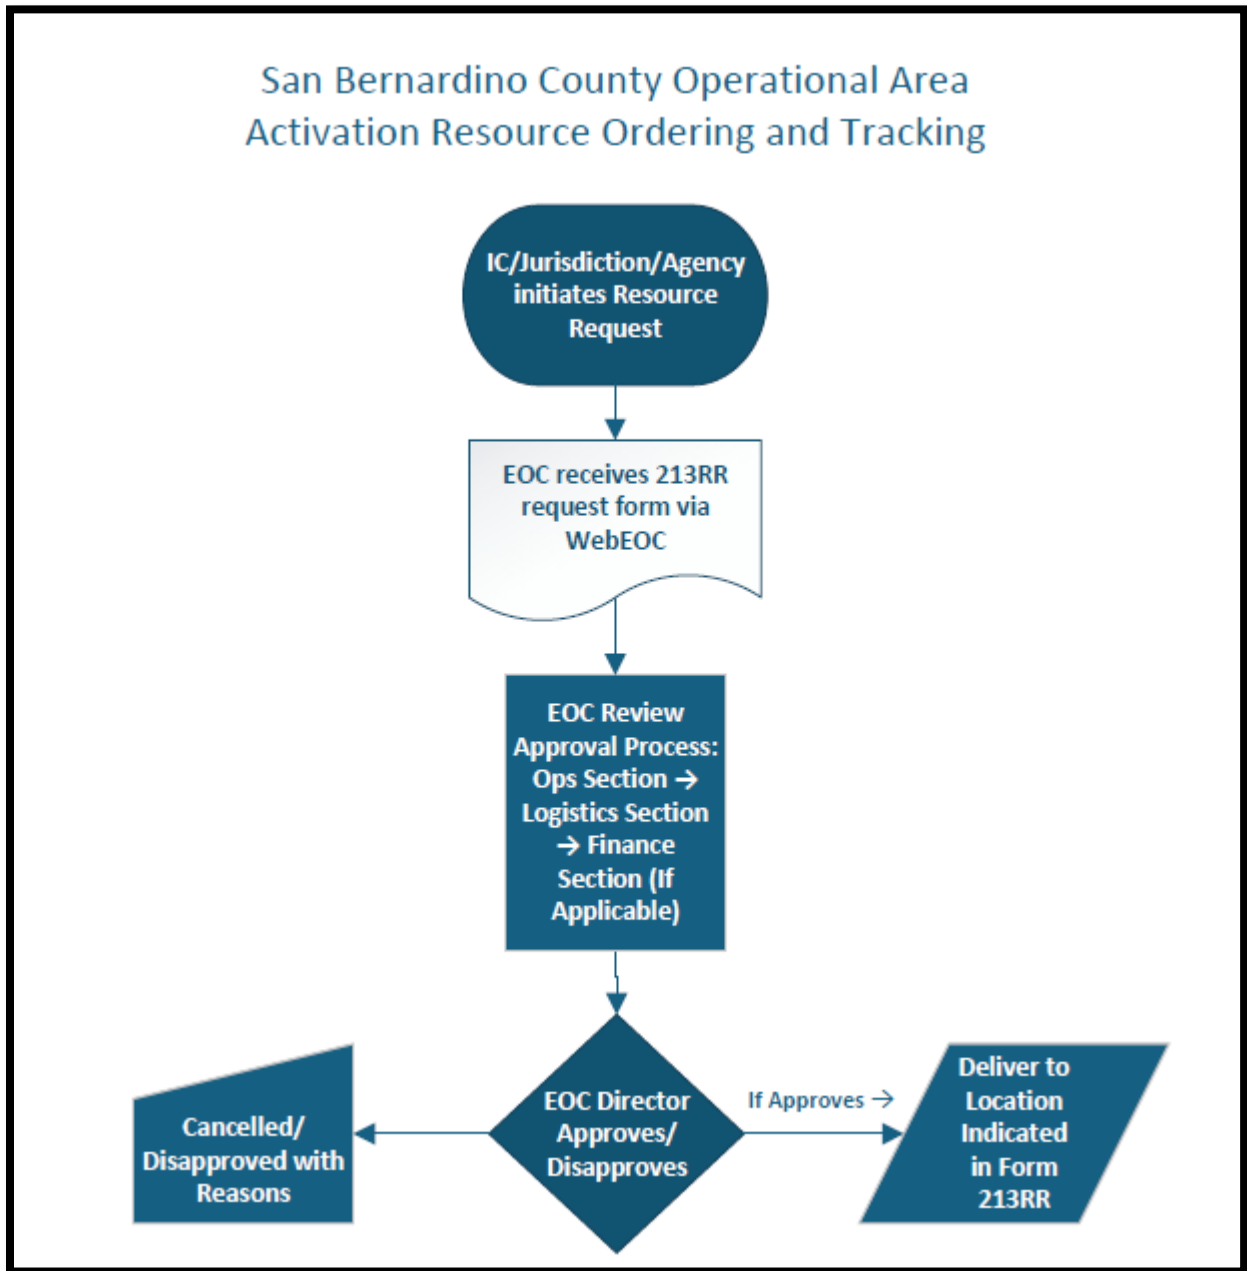 San Bernardino County Operational Area
Activation Resource Ordering and Tracking
IC/Jurisdiction/Agency
initiates Resource
Request
EOC receives 213RR
request form via
WebEOC
EOC Review
Approval Process:
Ops Section →
Logistics Section
→ Finance
Section (If
Applicable)
EOC Director
Approves/
Disapproves
Cancelled/
Disapproved with
Reasons
If Approves →
Deliver to
Location
Indicated
in Form
213RR